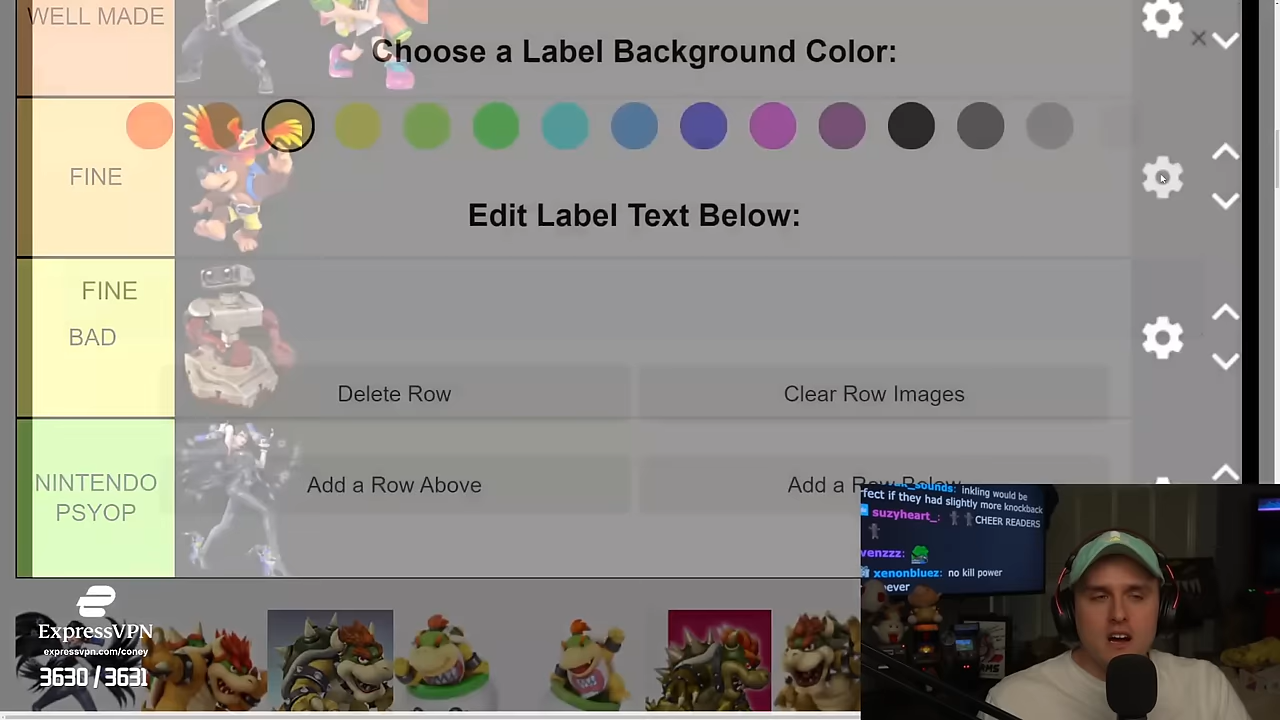 WELL MADE
Choose a Label Background Color:
FINE
Edit Label Text Below:
FINE
BAD
Delete Row
Clear Row Images
NINTENDO
PSYOP
Add a Row Above
Add a Row Below
sounds: inkling would be
fect if they had slightly more knockback
suzyheart_: CHEER READERS
venzzz:
xenonbluez: no kill power
ever
ExpressVPN
expressvpn.com/coney
3630 / 3631